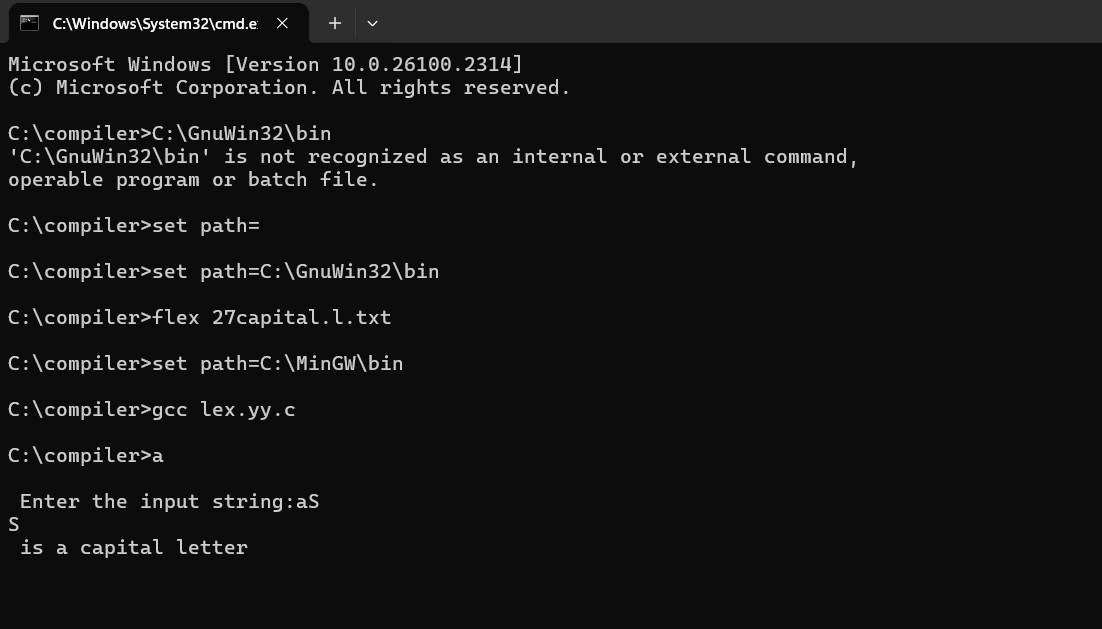 C:\Windows\System32\cmd.e
Microsoft Windows [Version 10.0.26100.2314]
(c) Microsoft Corporation. All rights reserved.
C:\compiler>C:\GnuWin32\bin
'C:\GnuWin32\bin' is not recognized as an internal or external command,
operable program or batch file.
C:\compiler>set path=
C:\compiler>set path=C:\GnuWin32\bin
C:\compiler>flex 27capital.l.txt
C:\compiler>set path=C:\MinGW\bin
C:\compiler>gcc lex.yy.c
C:\compiler>a
Enter the input string:aS
S
is a capital letter